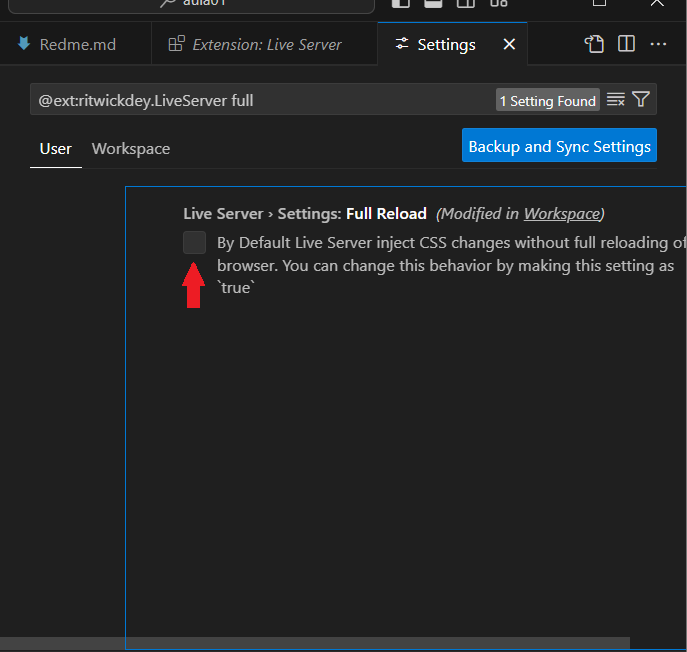 aula01
Redme.md
Extension: Live Server
Settings
@ext:ritwickdey.LiveServer full
1 Setting Found
User
Workspace
Backup and Sync Settings
Live Server › Settings: Full Reload (Modified in Workspace)
By Default Live Server inject CSS changes without full reloading of
browser. You can change this behavior by making this setting as
`true`